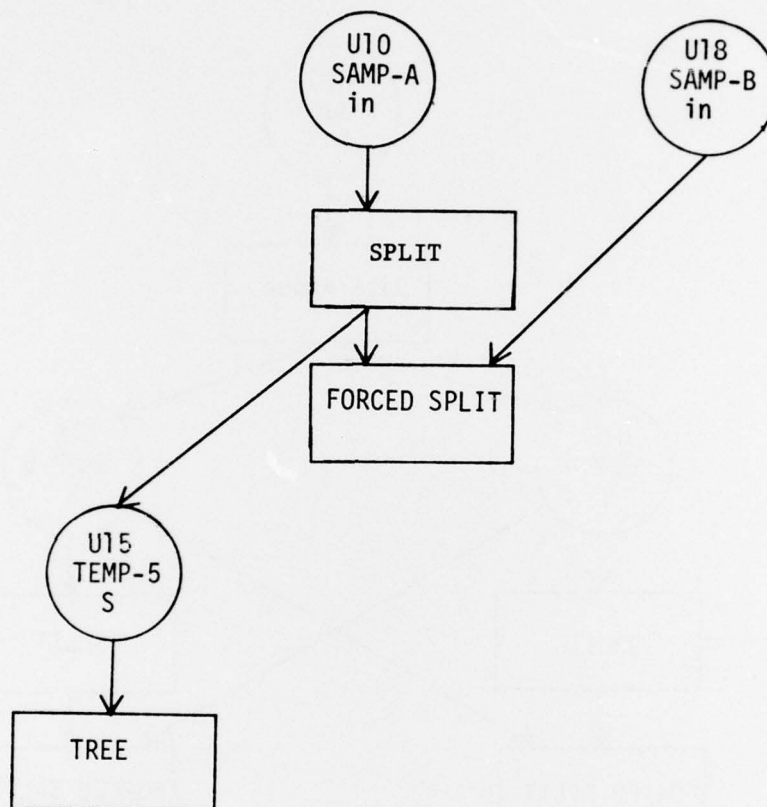 U10
SAMP-A
in
U18
SAMP-B
in
SPLIT
FORCED SPLIT
U15
TEMP-5
S
TREE